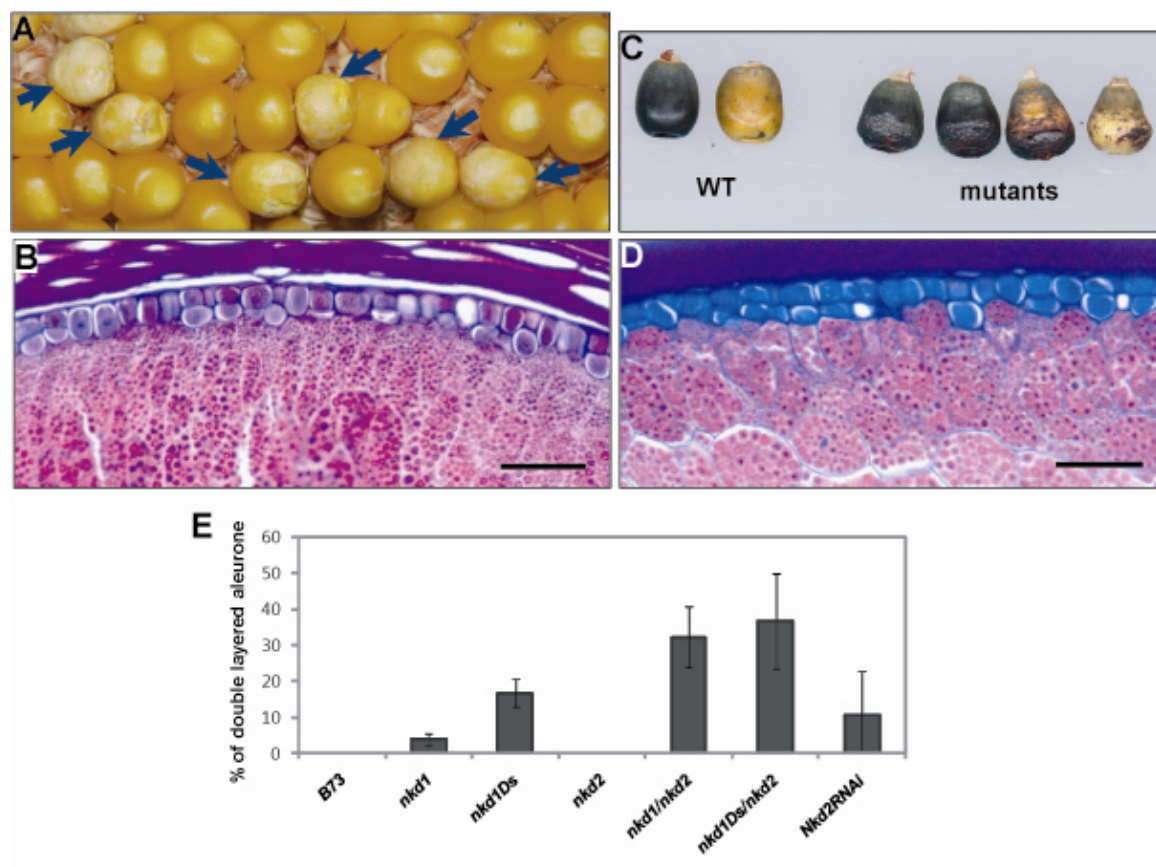 A
C
WT
mutants
B
D
E
% of double layered aleurone
60
50
40
30
20
10
0
B73
nkd1
nkd1Ds
nkd2
nkd1/nkd2
nkd1Ds/nkd2
Nkd2RNAi